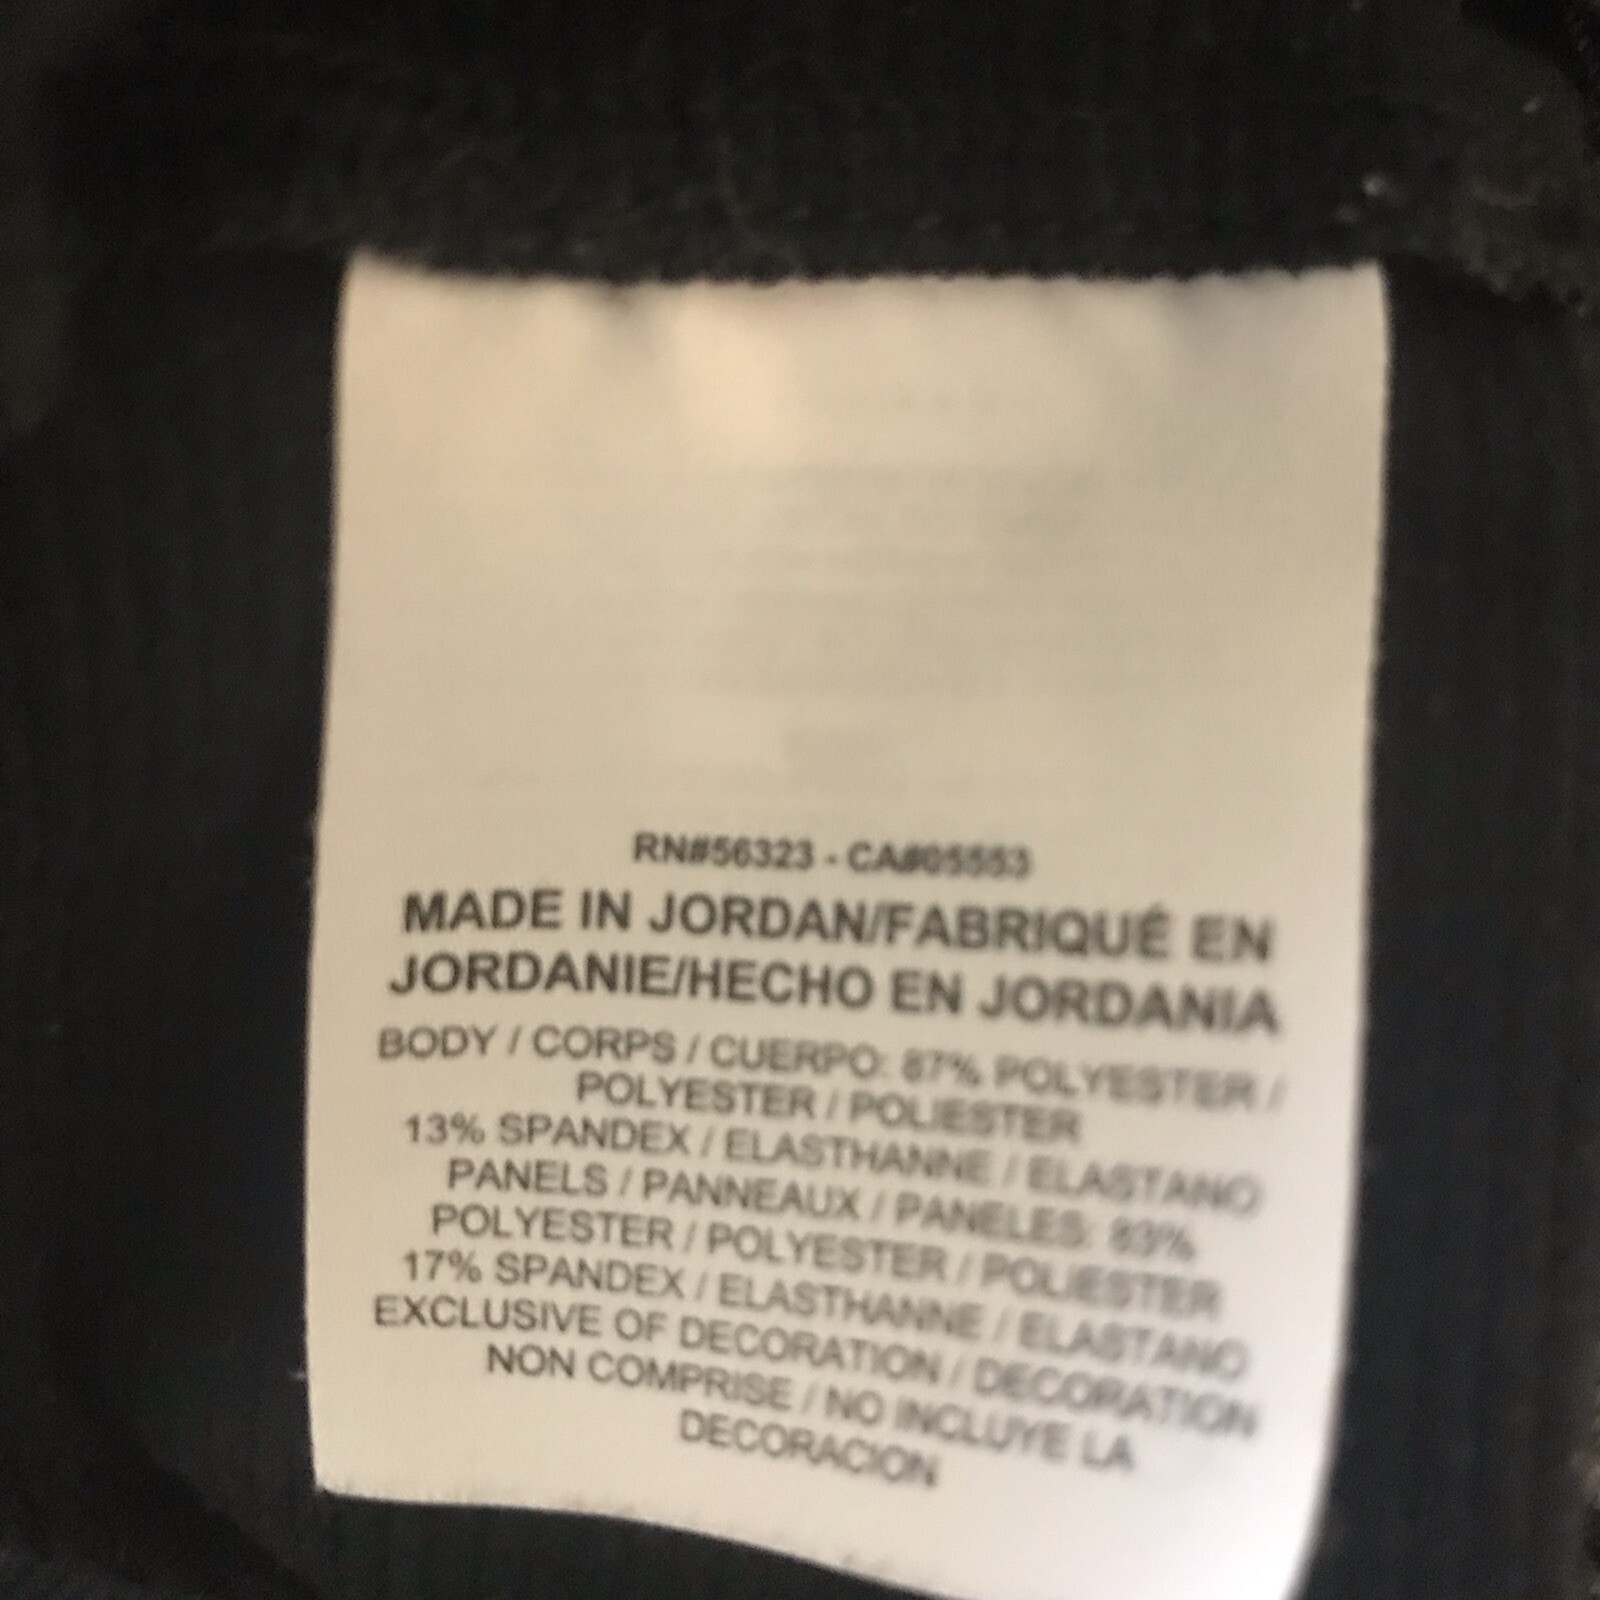 RN#56323 - CA#05553
MADE IN JORDAN/FABRIQUÉ EN
JORDANIE/HECHO EN JORDANIA
BODY / CORPS / CUERPO: 87% POLYESTER /
POLYESTER / POLIESTER
13% SPANDEX / ELASTHANNE / ELASTANO
PANELS / PANNEAUX / PANELES: 83%
POLYESTER / POLYESTER / POLIESTER
17% SPANDEX / ELASTHANNE / ELASTANO
EXCLUSIVE OF DECORATION / DECORATION
NON COMPRISE / NO INCLUYE LA
DECORACION